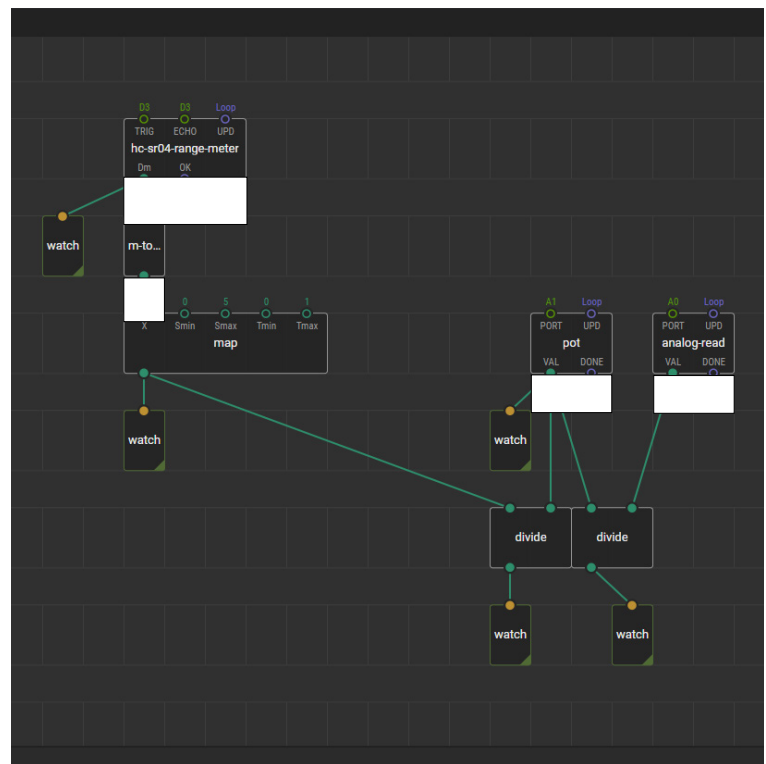 D3 D3 Loop
TRIG ECHO UPD
hc-sr04-range-meter
Dm OK
watch
m-to...
0 5 0 1
X Smin Smax Tmin Tmax
map
A1 Loop
PORT UPD
pot
VAL DONE
A0 Loop
PORT UPD
analog-read
VAL DONE
watch
watch
divide
divide
watch
watch